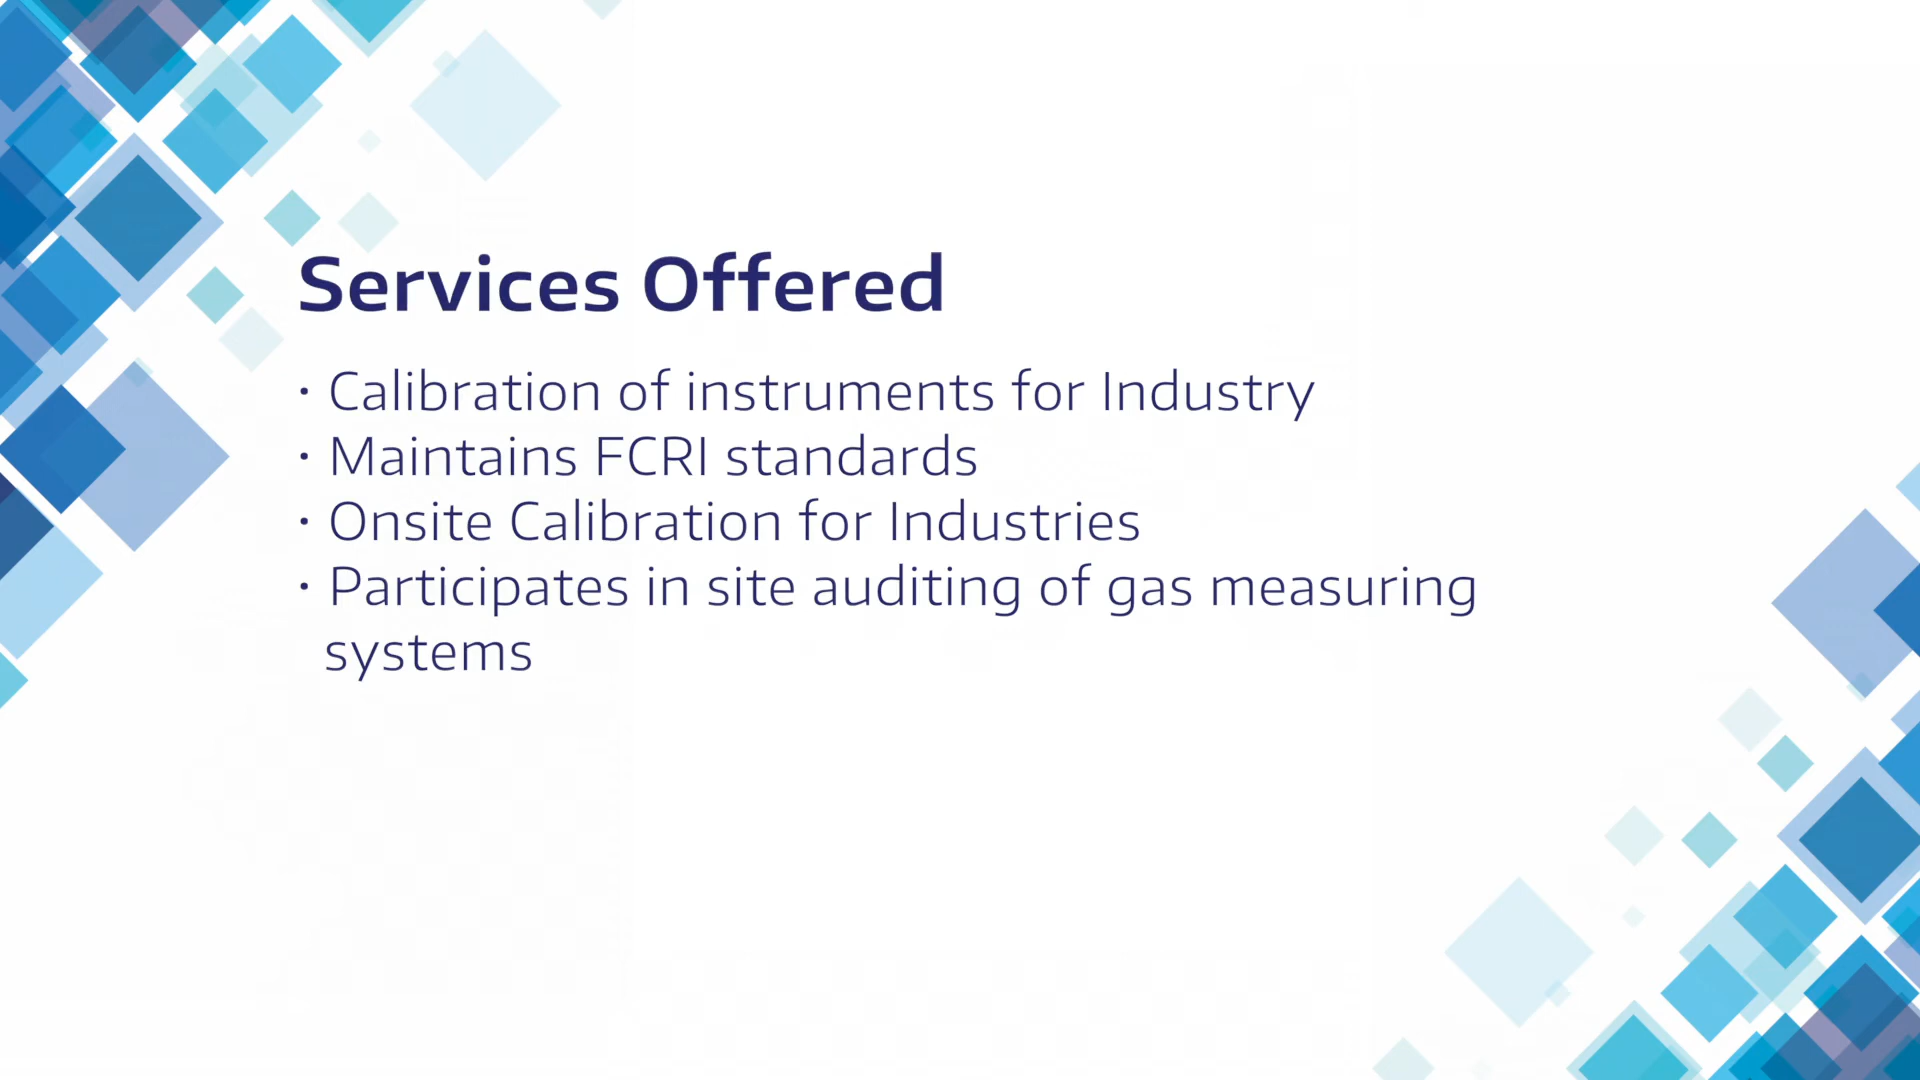 Services Offered
• Calibration of instruments for Industry
• Maintains FCRI standards
• Onsite Calibration for Industries
• Participates in site auditing of gas measuring
systems